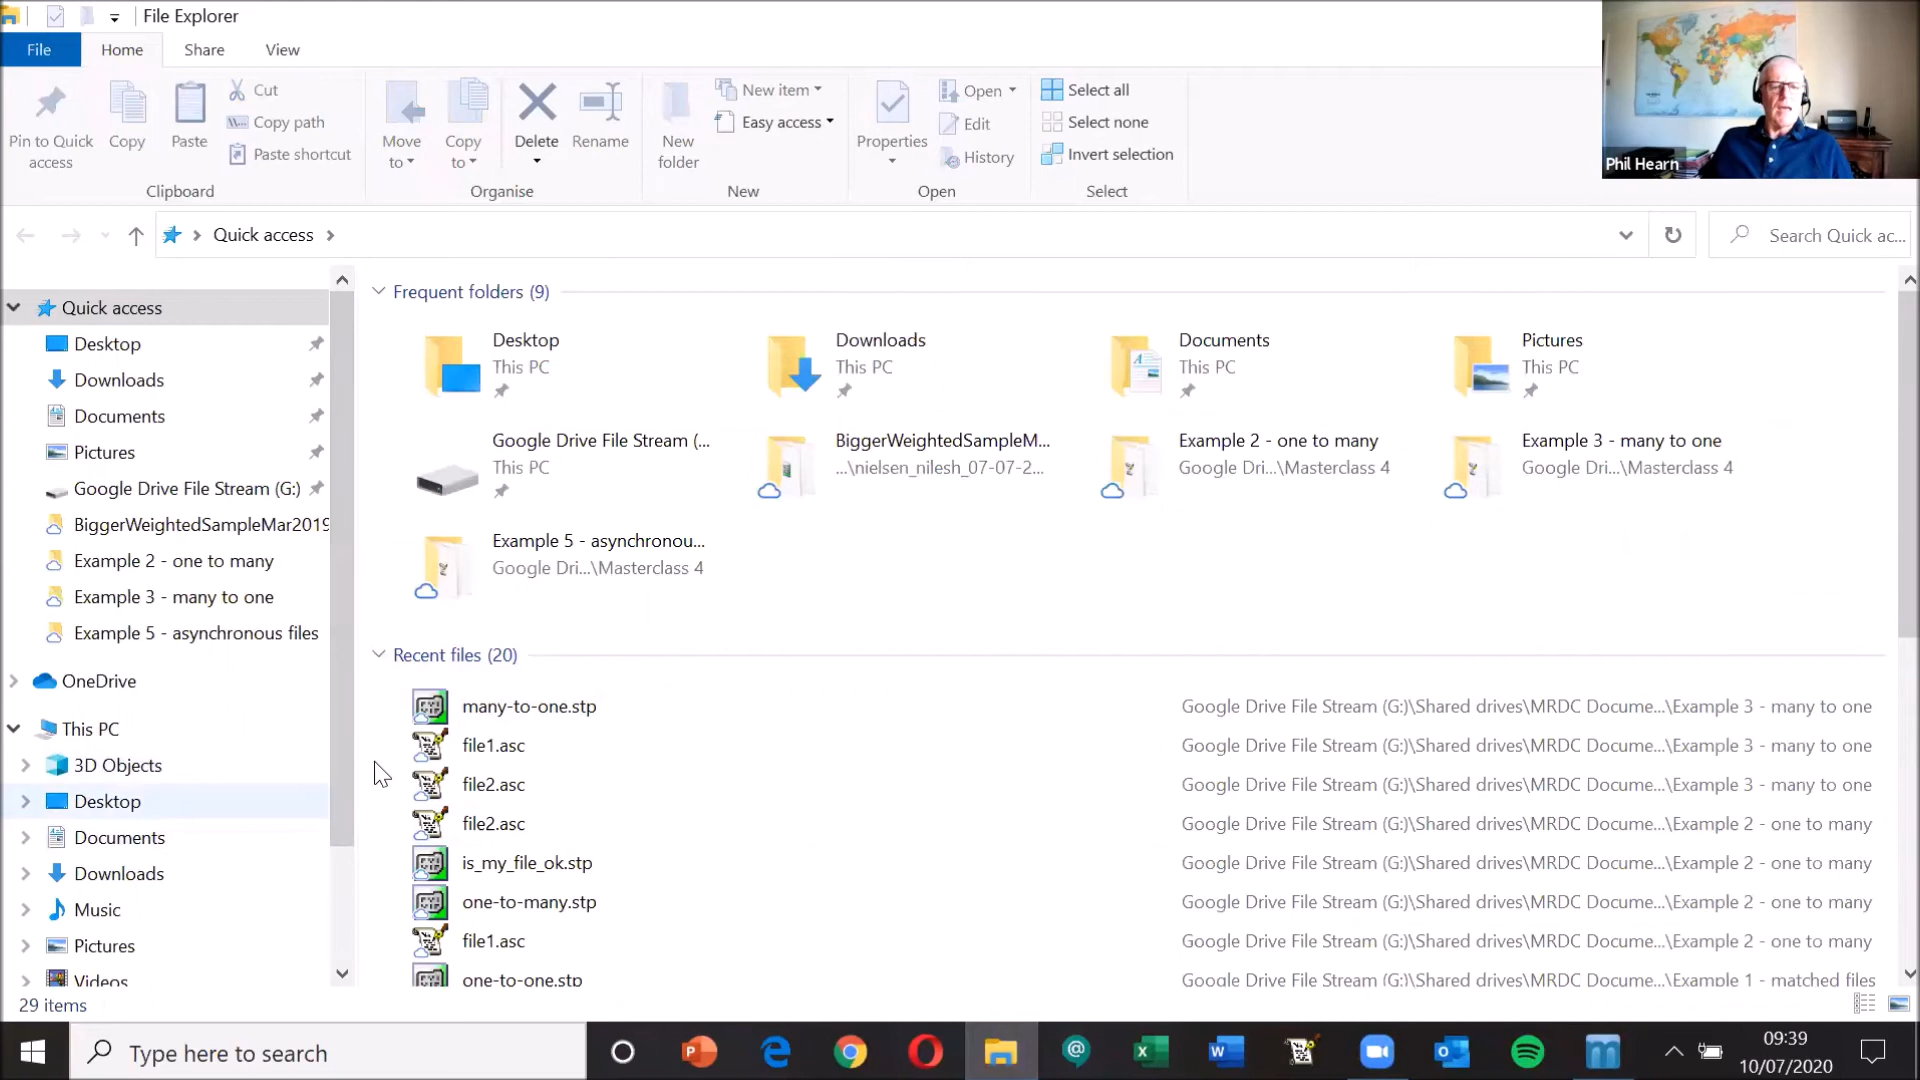 File Explorer
File Home Share View
Pin to Quick access
Copy
Paste
Cut
Copy path
Paste shortcut
Clipboard
Move to
Copy to
Delete
Rename
Organise
New folder
New item
Easy access
New
Properties
Open
Edit
History
Open
Select all
Select none
Invert selection
Select
Phil Hearn
Quick access
Search Quick ac...
Quick access
Desktop
Downloads
Documents
Pictures
Google Drive File Stream (G:)
BiggerWeightedSampleMar2019
Example 2 - one to many
Example 3 - many to one
Example 5 - asynchronous files
OneDrive
This PC
3D Objects
Desktop
Documents
Downloads
Music
Pictures
Videos
Frequent folders (9)
Desktop
This PC
Downloads
This PC
Documents
This PC
Pictures
This PC
Google Drive File Stream (...
This PC
BiggerWeightedSampleM...
...\nielsen_nilesh_07-07-2...
Example 2 - one to many
Google Dri...\Masterclass 4
Example 3 - many to one
Google Dri...\Masterclass 4
Example 5 - asynchronou...
Google Dri...\Masterclass 4
Recent files (20)
many-to-one.stp Google Drive File Stream (G:)\Shared drives\MRDC Docume...\Example 3 - many to one
file1.asc Google Drive File Stream (G:)\Shared drives\MRDC Docume...\Example 3 - many to one
file2.asc Google Drive File Stream (G:)\Shared drives\MRDC Docume...\Example 3 - many to one
file2.asc Google Drive File Stream (G:)\Shared drives\MRDC Docume...\Example 2 - one to many
is_my_file_ok.stp Google Drive File Stream (G:)\Shared drives\MRDC Docume...\Example 2 - one to many
one-to-many.stp Google Drive File Stream (G:)\Shared drives\MRDC Docume...\Example 2 - one to many
file1.asc Google Drive File Stream (G:)\Shared drives\MRDC Docume...\Example 2 - one to many
one-to-one.stp Google Drive File Stream (G:)\Shared drives\MRDC Docume...\Example 1 - matched files
29 items
Type here to search
09:39
10/07/2020